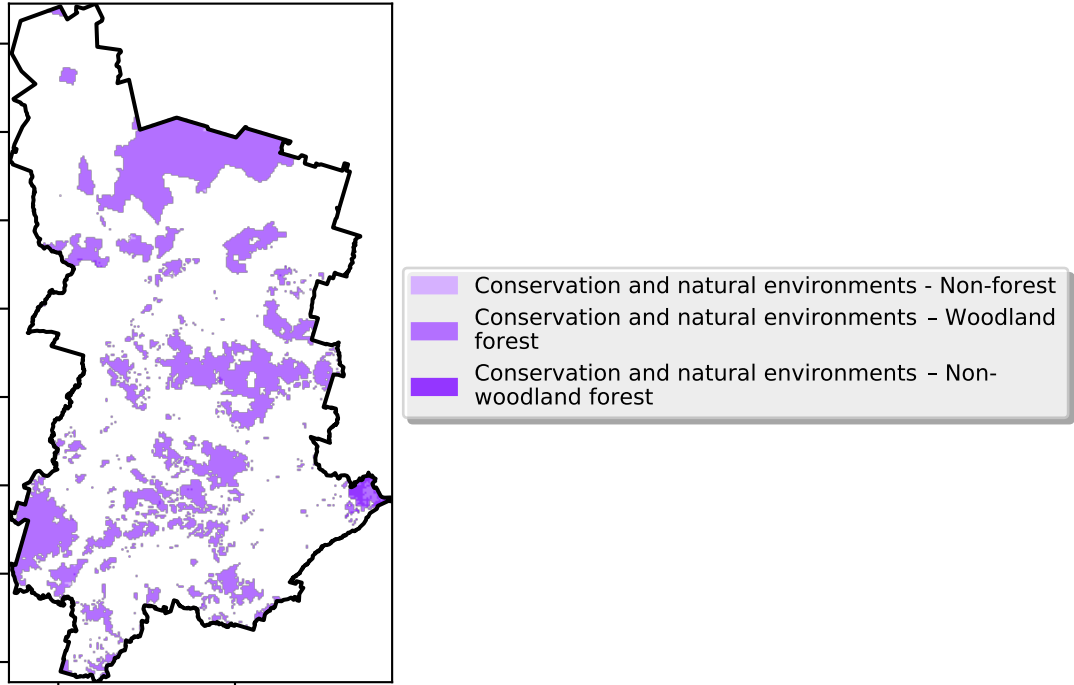 Conservation and natural environments - Non-forest
Conservation and natural environments – Woodland
forest
Conservation and natural environments – Non-
woodland forest